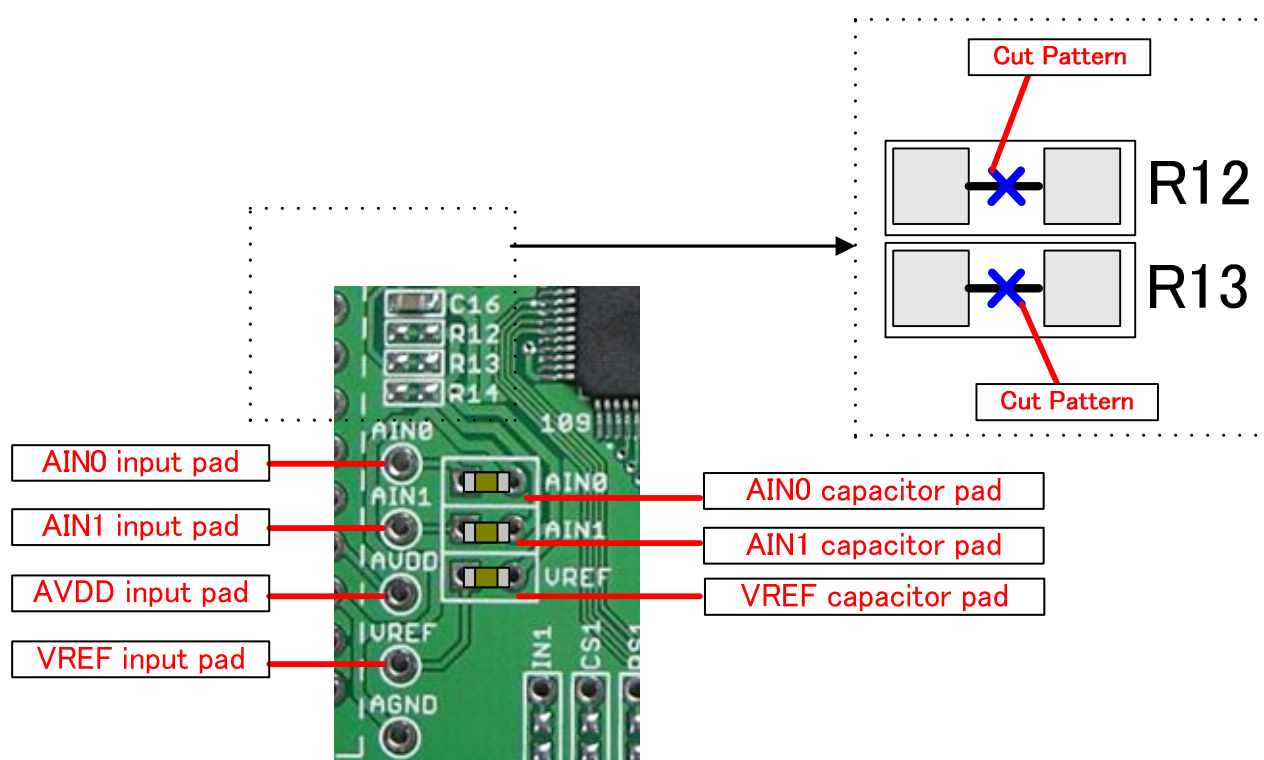 Cut Pattern
R12
R13
Cut Pattern
C16
R12
R13
R14
109
AIN0
AIN1
AVDD
VREF
AGND
AIN0
AIN1
VREF
IN1
CS1
AIN0 input pad
AIN1 input pad
AVDD input pad
VREF input pad
AIN0 capacitor pad
AIN1 capacitor pad
VREF capacitor pad